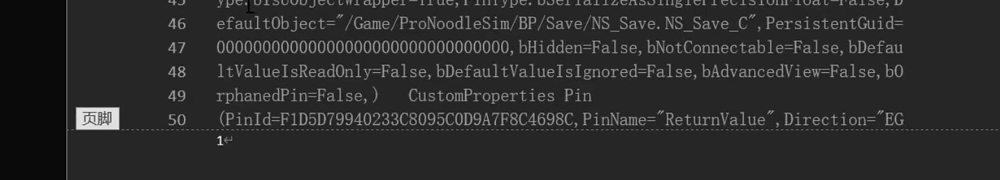 45 ype.bIsUObjectWrapper=True,PinType.bSerializeAsSinglePrecisionFloat=False,D
46 efaultObject="/Game/ProNoodleSim/BP/Save/NS_Save.NS_Save_C",PersistentGuid=
47 00000000000000000000000000000000,bHidden=False,bNotConnectable=False,bDefau
48 ltValueIsReadOnly=False,bDefaultValueIsIgnored=False,bAdvancedView=False,bO
49 rphanedPin=False,)   CustomProperties Pin
页脚 50 (PinId=F1D5D79940233C8095C0D9A7F8C4698C,PinName="ReturnValue",Direction="EG
1